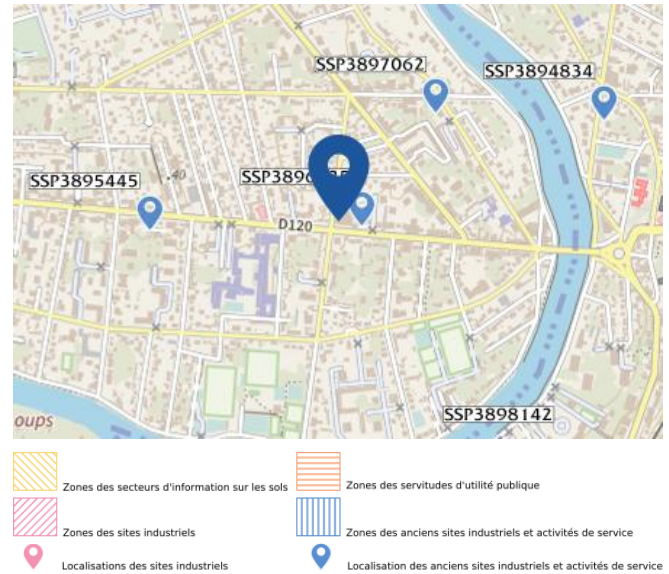 SSP3897062
SSP3894834
SSP3895445
.40
D120
oups
SSP3898142
Zones des secteurs d'information sur les sols
Zones des servitudes d'utilité publique
Zones des sites industriels
Zones des anciens sites industriels et activités de service
Localisations des sites industriels
Localisation des anciens sites industriels et activités de service